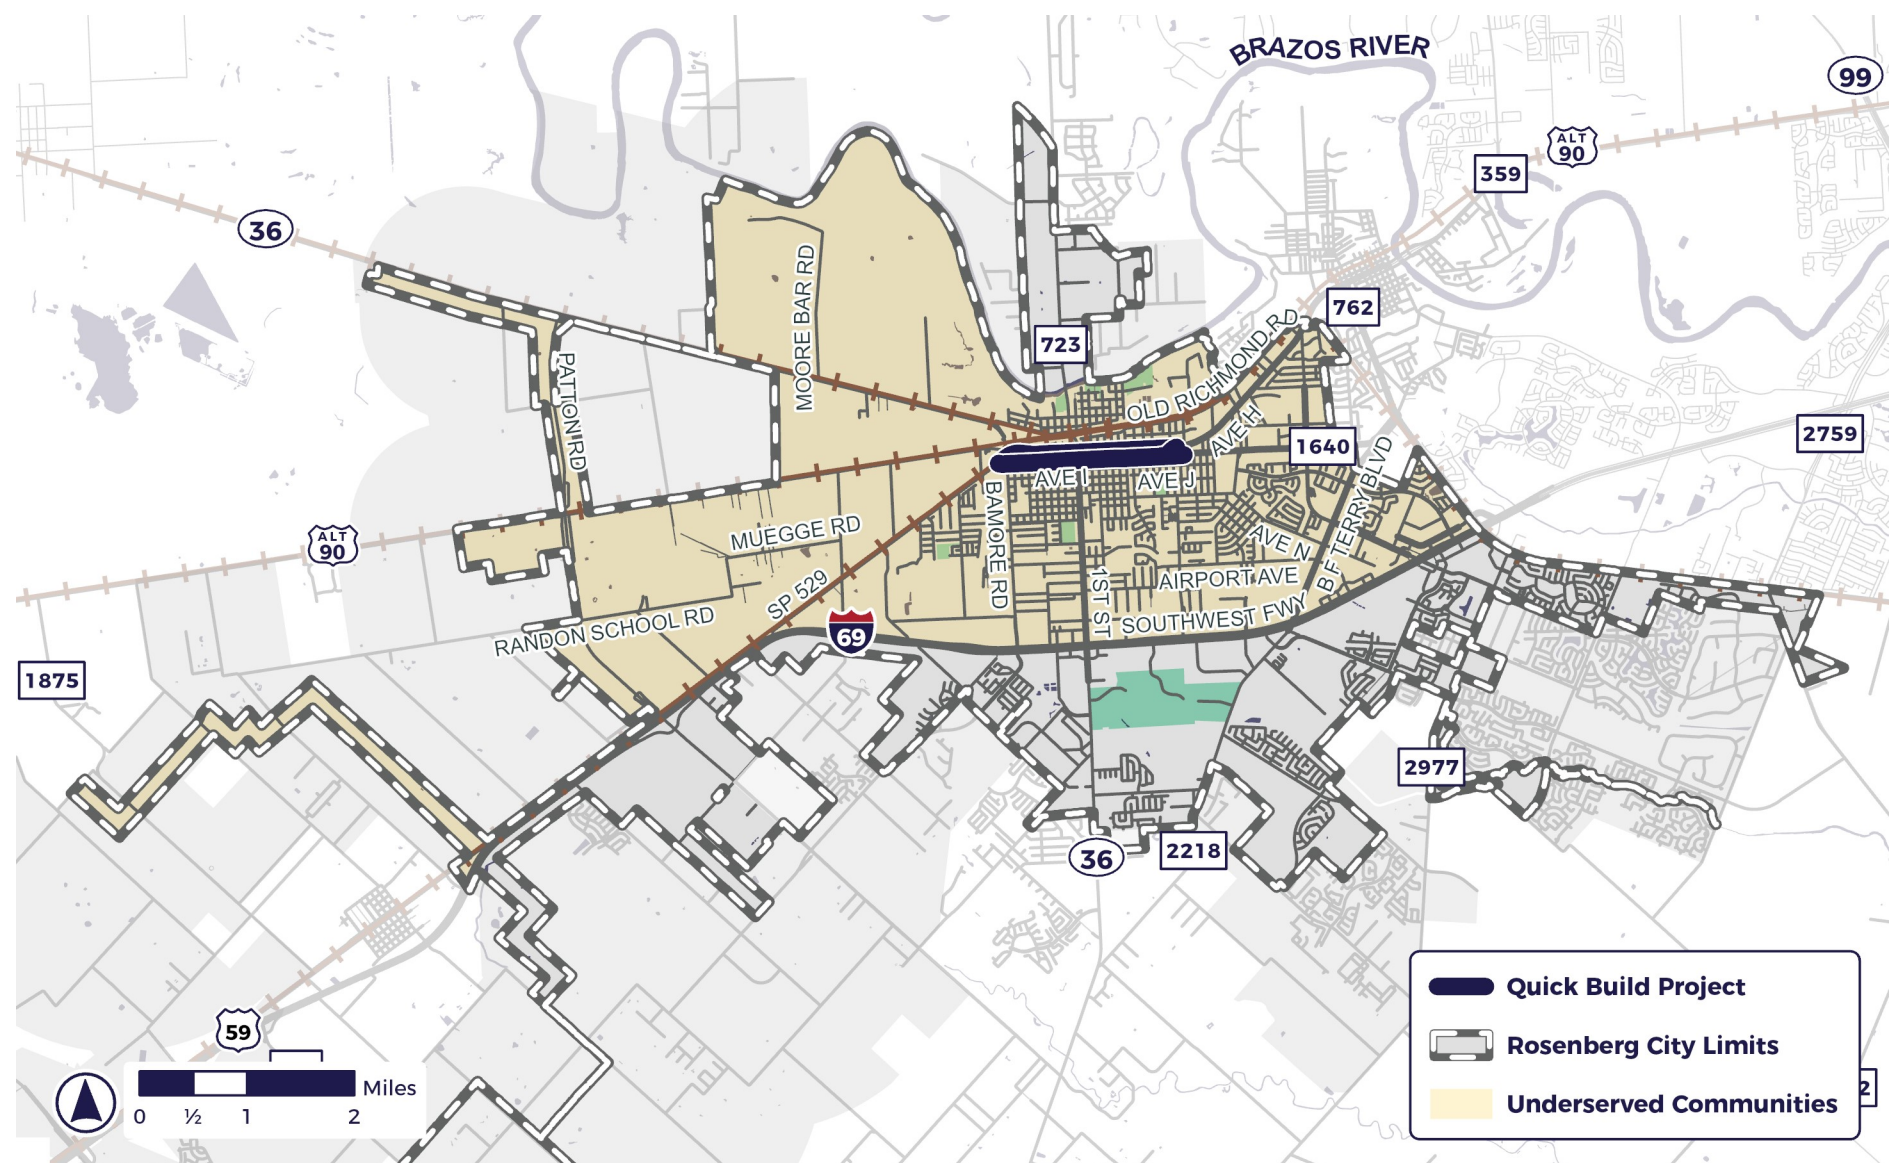 BRAZOS RIVER
99
ALT
90
359
36
762
MOORE BAR RD
723
OLD RICHMOND RD
PATTON RD
AVE H
1640
2759
B F TERRY BLVD
AVE I
AVE J
BAMORE RD
MUEGGE RD
AVE N
ALT
90
1ST ST
AIRPORT AVE
SP 529
SOUTHWEST FWY
RANDON SCHOOL RD
69
1875
2977
36
2218
59
Quick Build Project
Rosenberg City Limits
Underserved Communities
2
Miles
0 ½ 1 2